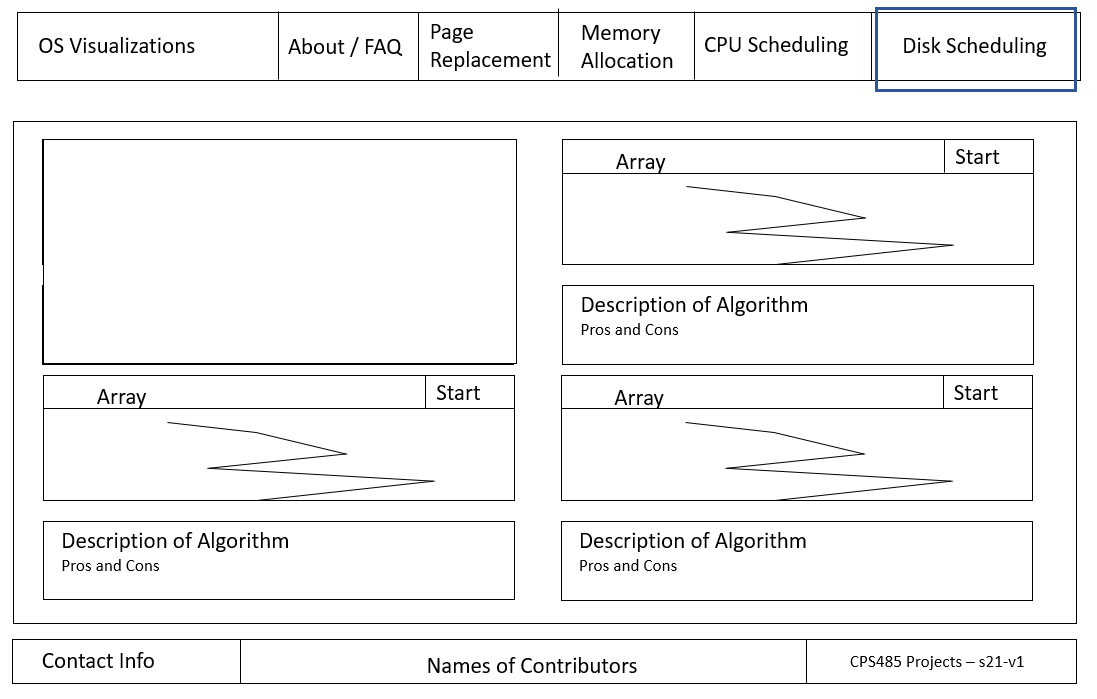 OS Visualizations
About / FAQ
Page
Replacement
Memory
Allocation
CPU Scheduling
Disk Scheduling
Array
Start
Description of Algorithm
Pros and Cons
Array
Start
Description of Algorithm
Pros and Cons
Array
Start
Description of Algorithm
Pros and Cons
Contact Info
Names of Contributors
CPS485 Projects – s21-v1